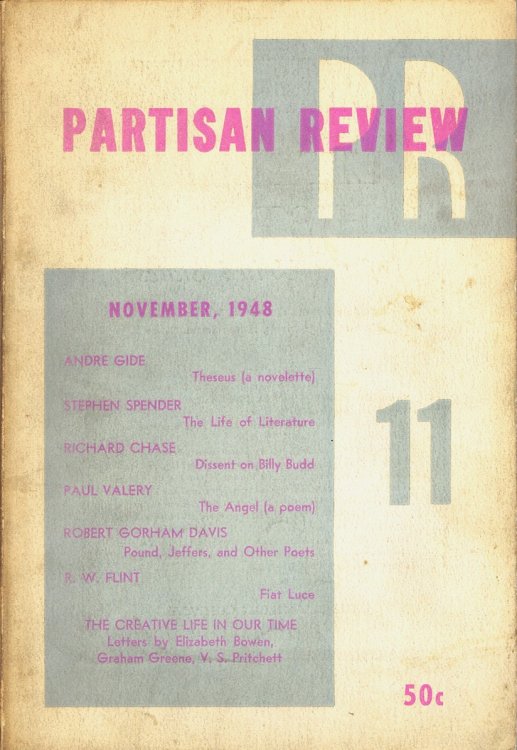 PR
PARTISAN REVIEW
NOVEMBER, 1948
ANDRE GIDE
Theseus (a novelette)
STEPHEN SPENDER
The Life of Literature
RICHARD CHASE
Dissent on Billy Budd
PAUL VALERY
The Angel (a poem)
ROBERT GORHAM DAVIS
Pound, Jeffers, and Other Poets
R. W. FLINT
Fiat Luce
THE CREATIVE LIFE IN OUR TIME
Letters by Elizabeth Bowen,
Graham Greene, V. S. Pritchett
11
50c